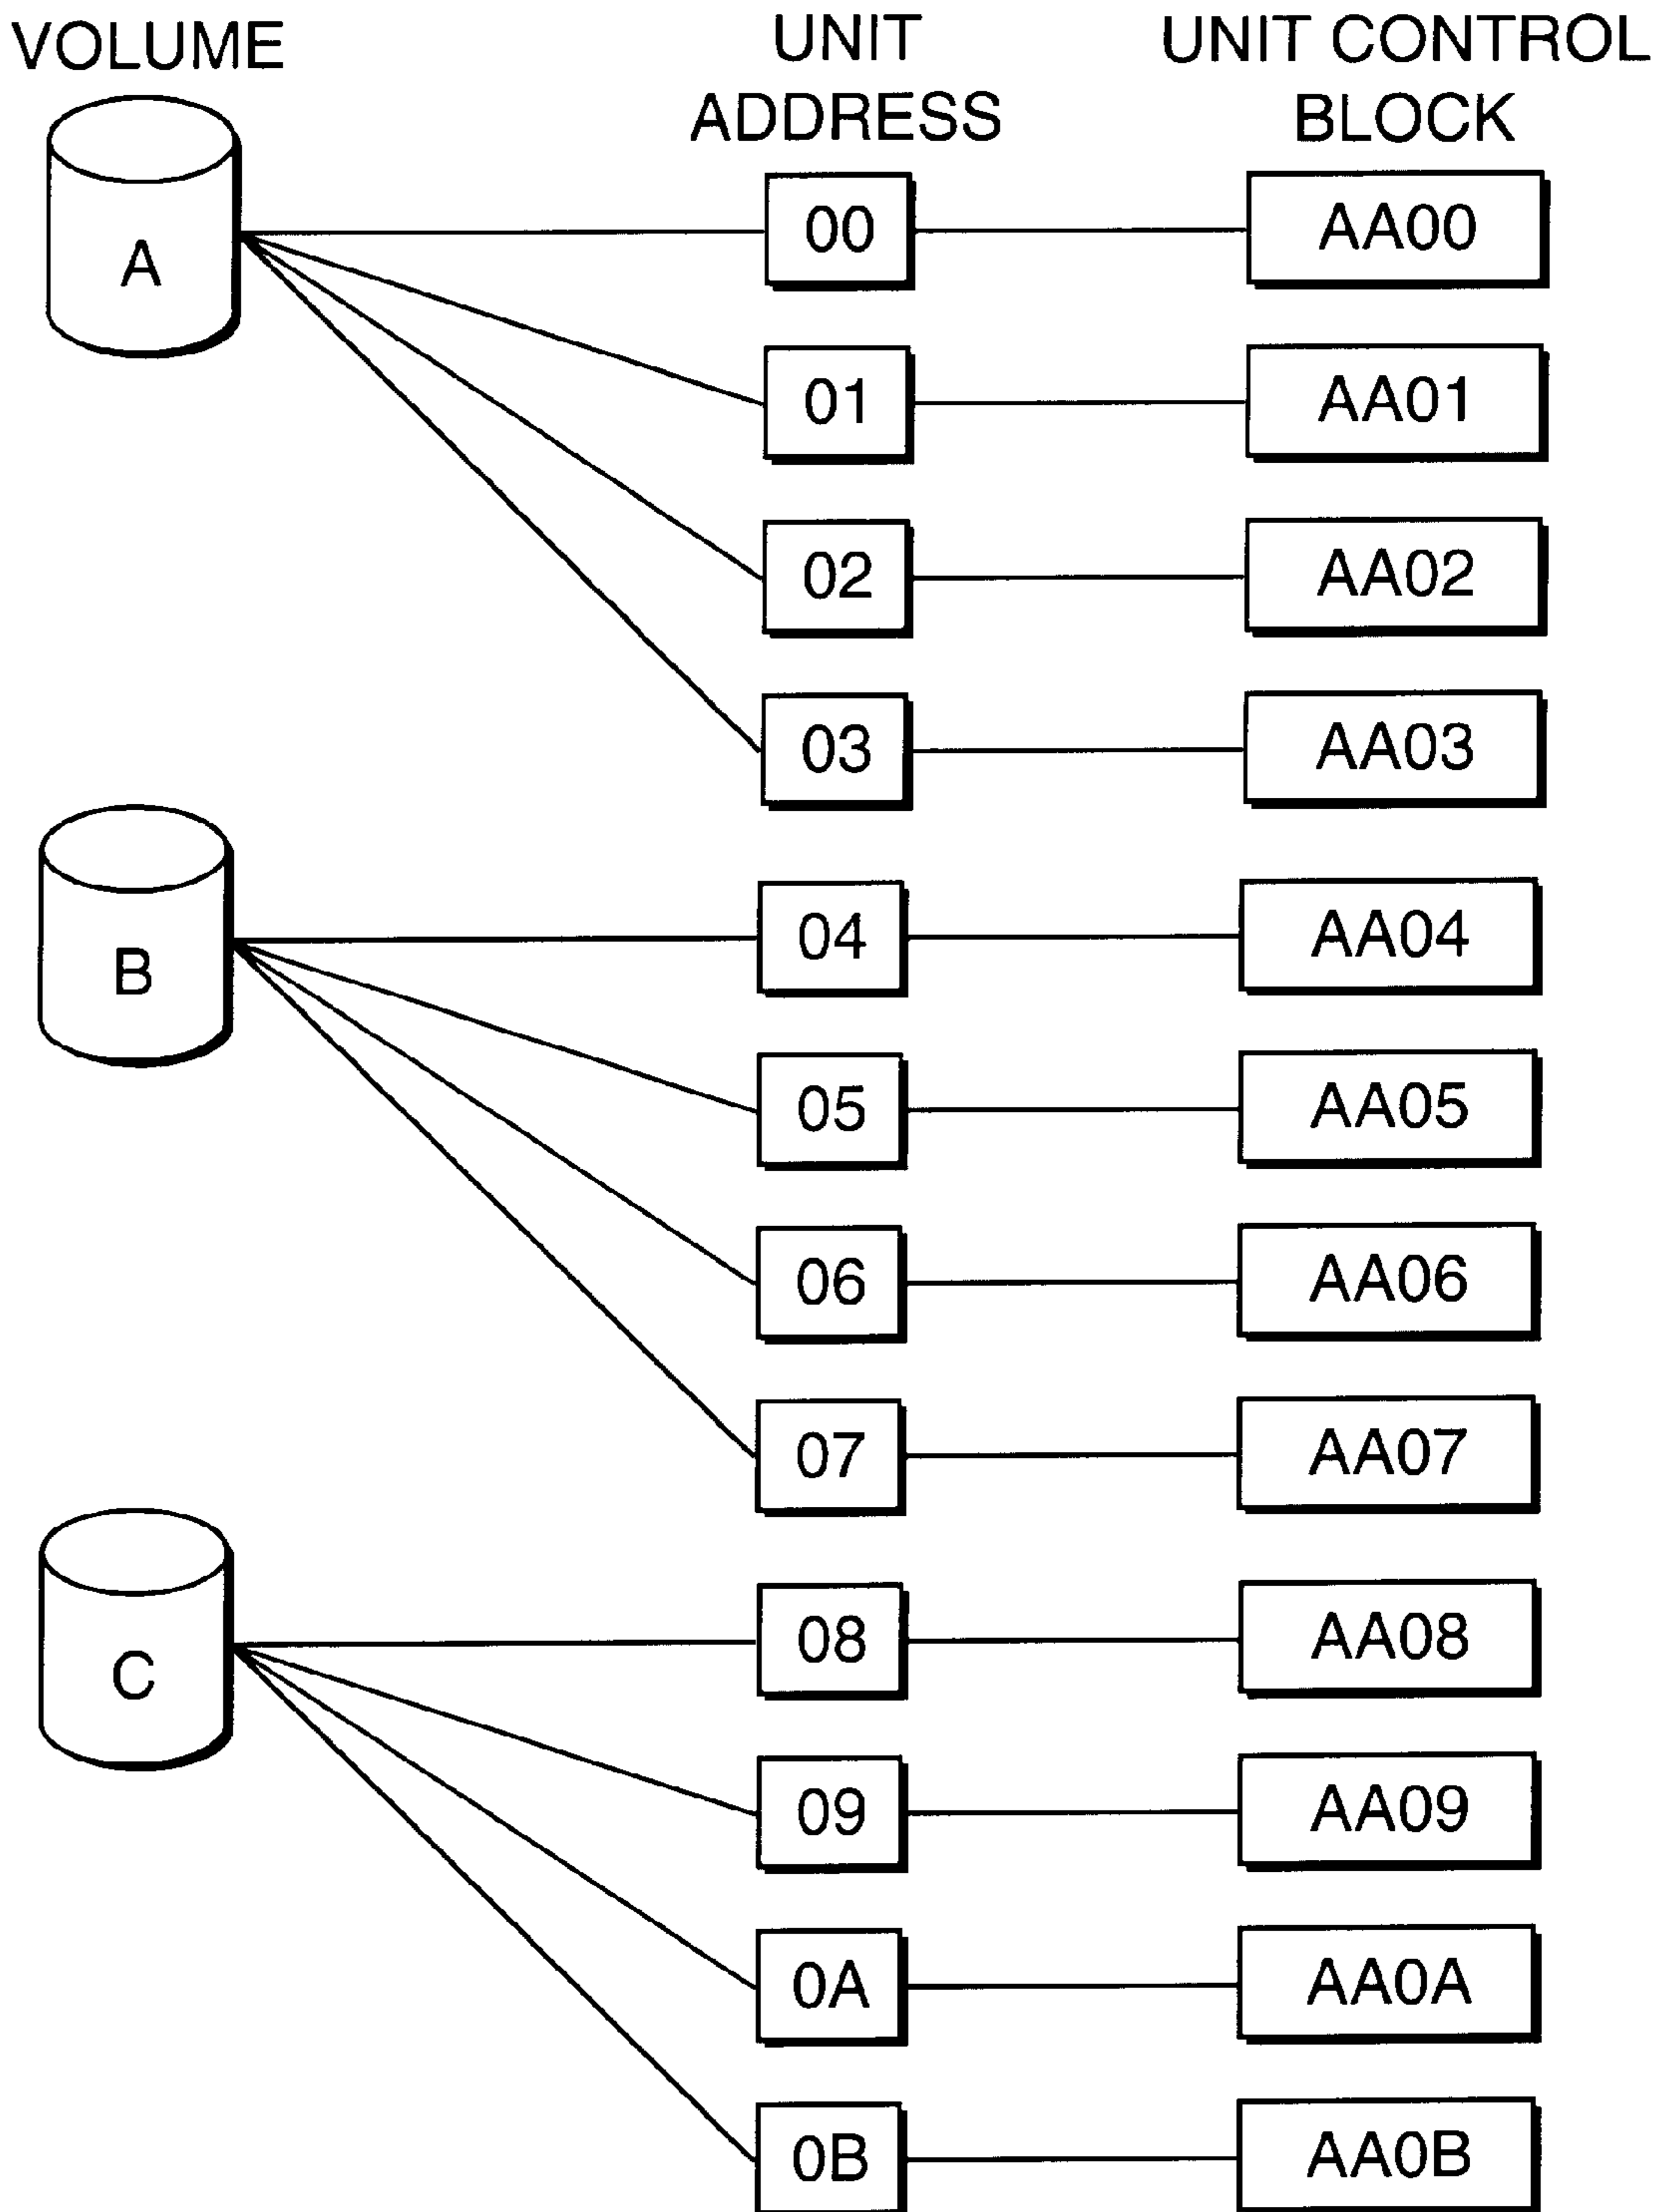 VOLUME
UNIT
ADDRESS
UNIT CONTROL
BLOCK
A
00
AA00
01
AA01
02
AA02
03
AA03
B
04
AA04
05
AA05
06
AA06
07
AA07
C
08
AA08
09
AA09
0A
AA0A
0B
AA0B